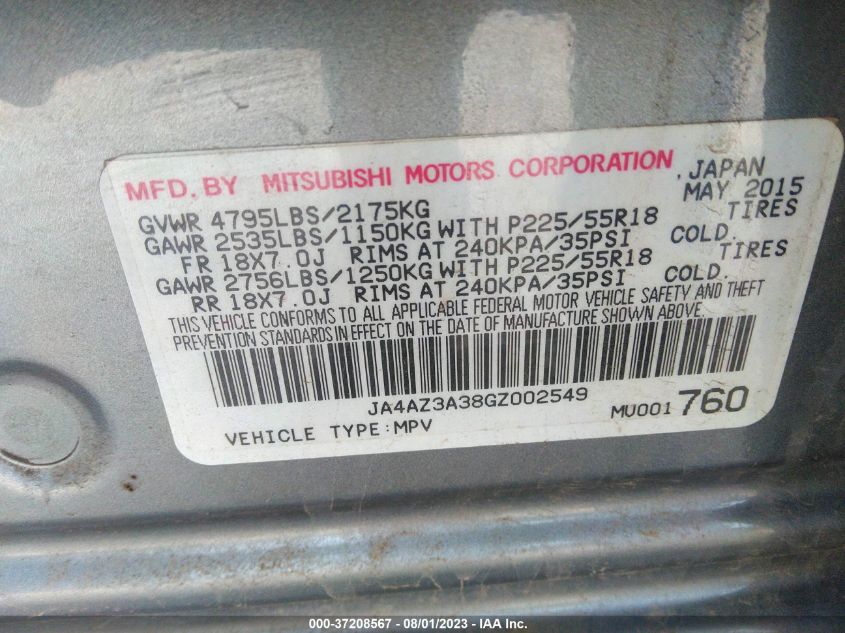 MFD. BY MITSUBISHI MOTORS CORPORATION, JAPAN
MAY 2015
GVWR 4795LBS/2175KG
GAWR 2535LBS/1150KG WITH P225/55R18 TIRES
FR 18X7.0J RIMS AT 240KPA/35PSI COLD.
GAWR 2756LBS/1250KG WITH P225/55R18 TIRES
RR 18X7.0J RIMS AT 240KPA/35PSI COLD.
THIS VEHICLE CONFORMS TO ALL APPLICABLE FEDERAL MOTOR VEHICLE SAFETY AND THEFT
PREVENTION STANDARDS IN EFFECT ON THE DATE OF MANUFACTURE SHOWN ABOVE.
JA4AZ3A38GZ002549
MU001760
VEHICLE TYPE:MPV
000-37208567 - 08/01/2023 - © IAA Inc.